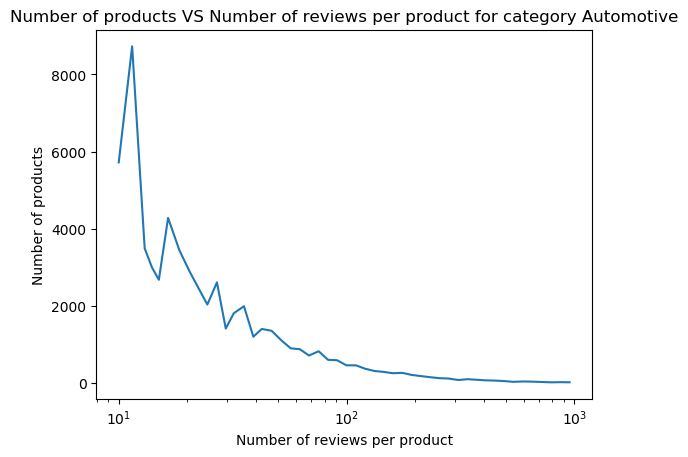 Number of products VS Number of reviews per product for category Automotive
8000
6000
4000
2000
0
Number of products
10¹
10²
10³
Number of reviews per product